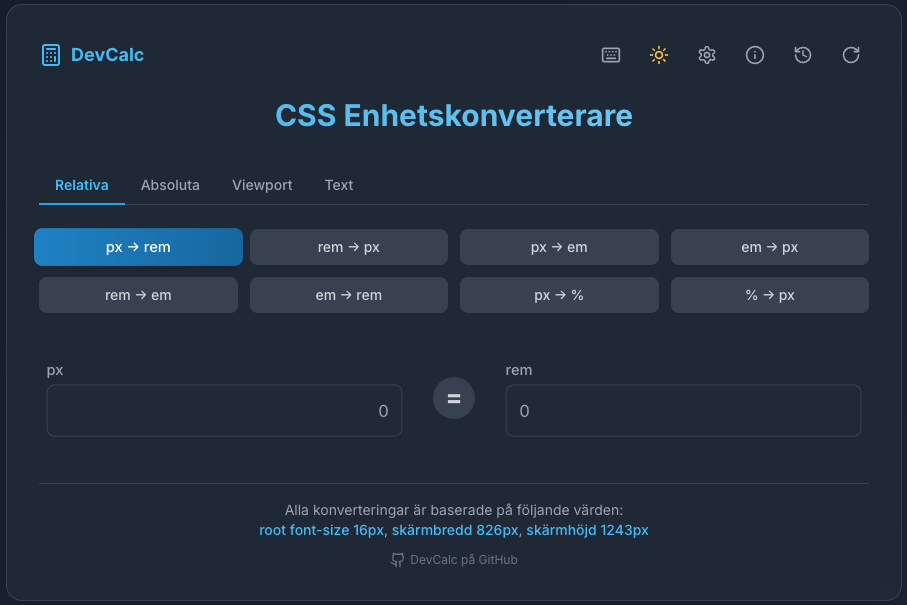 DevCalc
CSS Enhetskonverterare
Relativa Absoluta Viewport Text
px → rem rem → px px → em em → px
rem → em em → rem px → % % → px
px rem
0 = 0
Alla konverteringar är baserade på följande värden:
root font-size 16px, skärmbredd 826px, skärmhöjd 1243px
DevCalc på GitHub